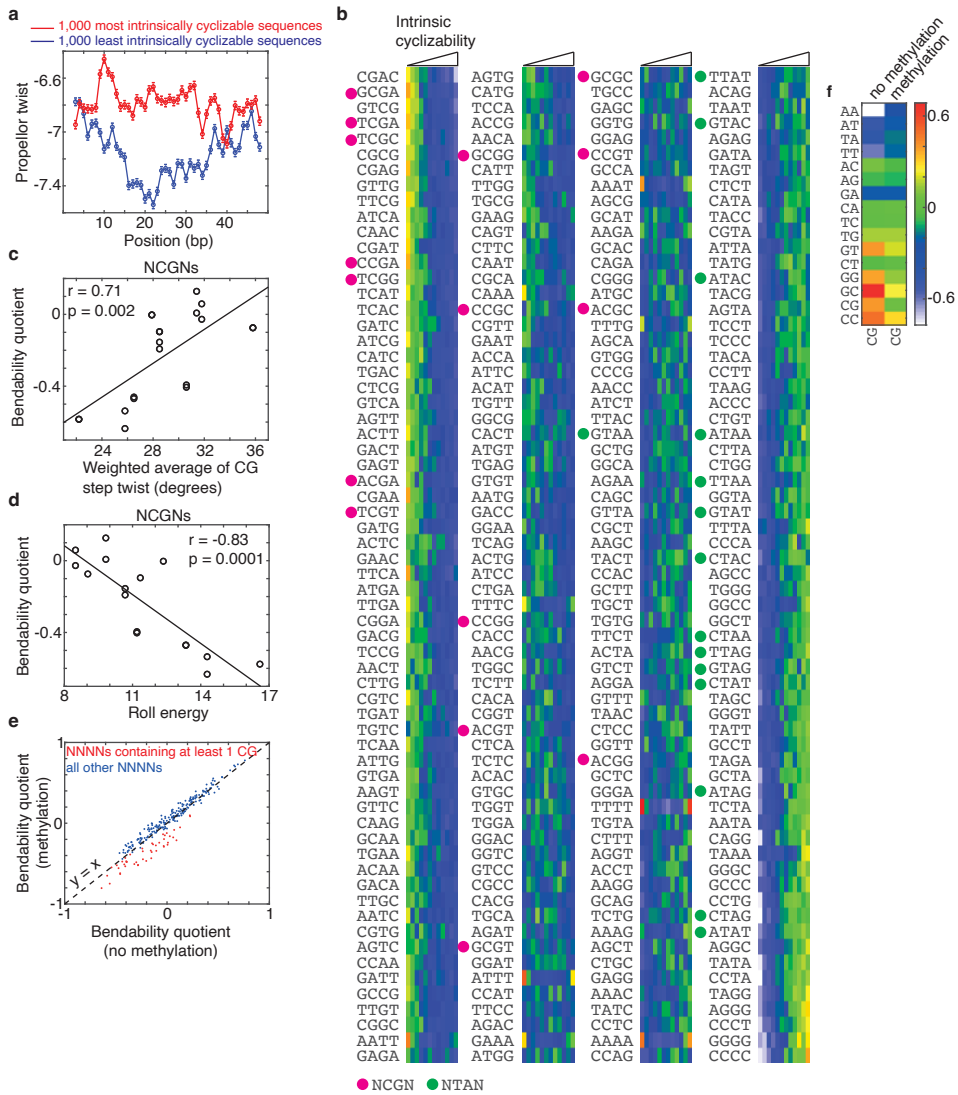 a
1,000 most intrinsically cyclizable sequences
1,000 least intrinsically cyclizable sequences
Propellor twist
-6.6
-7
-7.4
10
20
30
40
Position (bp)
b
Intrinsic
cyclizability
CGAC AGTG GCGC TTAT
GCGA CATG TGCC ACAG
GTCG TCCA GAGC TAAT
TCGA ACCG GGTG GTAC
TCGC AACA GGAG AGAG
CGCG GCGG CCGT GATA
CGAG CATT GCCA TAGT
GTTG TTGG AAAT CTCT
TTCG TGCG AGCG CATA
ATCA GAAG GCAT TACC
CAAC CAGT AAGA CGTA
CGAT CTTC GCAC ATTA
CCGA CAAT CAGA TATG
TCGG CGCA CGGG ATAC
TCAT CAAA ATGC TACG
TCAC CCGC ACGC AGTA
GATC CGTT TTTG TCCT
ATCG GAAT AGCA TCCC
CATC ACCA GTGG TACA
TGAC ATTC CCCG CCTT
CTCG ACAT AACC TAAG
GTCA TGTT ATCT ACCC
AGTT GGCG TTAC CTGT
ACTT CACT GTAA ATAA
GACT ATGT GCTG CTTA
GAGT TGAG GGCA CTGG
ACGA GTGT AGAA TTAA
CGAA AATG CAGC GGTA
TCGT GACC GTTA GTAT
GATG GGAA CGCT TTTA
ACTC TCAG AAGC CCCA
GAAC ACTG TACT CTAC
TTCA ATCC CCAC AGCC
ATGA CTGA GCTT TGGG
TTGA TTTC TGCT GGCC
CGGA CCGG TGTG GGCT
GACG CACC TTCT CTAA
TCCG AACG ACTA TTAG
AACT TGGC GTCT GTAG
CTTG TCTT AGGA CTAT
CGTC CACA GTTT TAGC
TGAT CGGT TAAC GGGT
TGTC ACGT CTCC TATT
TCAA CTCA GGTT GCCT
ATTG TCTC ACGG TAGA
GTGA ACAC GCTC GCTA
AAGT GTGC GGGA ATAG
GTTC TGGT TTTT TCTA
CAAG TGGA TGTA AATA
GCAA GGAC CTTT CAGG
TGAA GGTC AGGT TAAA
ACAA GTCC ACCT GGGC
GACA CGCC AAGG GCCC
TTGC CACG GCAG CCTG
AATC TGCA TCTG CTAG
CGTG AGAT AAAG ATAT
AGTC GCGT AGCT AGGC
CCAA GGAT CTGC TATA
GATT ATTT GAGG CCTA
GCCG CCAT AAAC TAGG
TTGT TTCC TATC AGGG
CGGC AGAC CCTC CCCT
AATT GAAA AAAA GGGG
GAGA ATGG CCAG CCCC
NCGN NTAN
c
NCGNs
r = 0.71
p = 0.002
Bendability quotient
0
-0.4
24
28
32
36
Weighted average of CG
step twist (degrees)
d
NCGNs
r = -0.83
p = 0.0001
Bendability quotient
0
-0.4
8
11
14
17
Roll energy
e
NNNNs containing at least 1 CG
all other NNNNs
y = x
Bendability quotient
(methylation)
1
0
-1
-1
0
1
Bendability quotient
(no methylation)
f
no methylation
methylation
AA
AT
TA
TT
AC
AG
GA
CA
TC
TG
GT
CT
GG
GC
CG
CC
CG
CG
0.6
0
-0.6